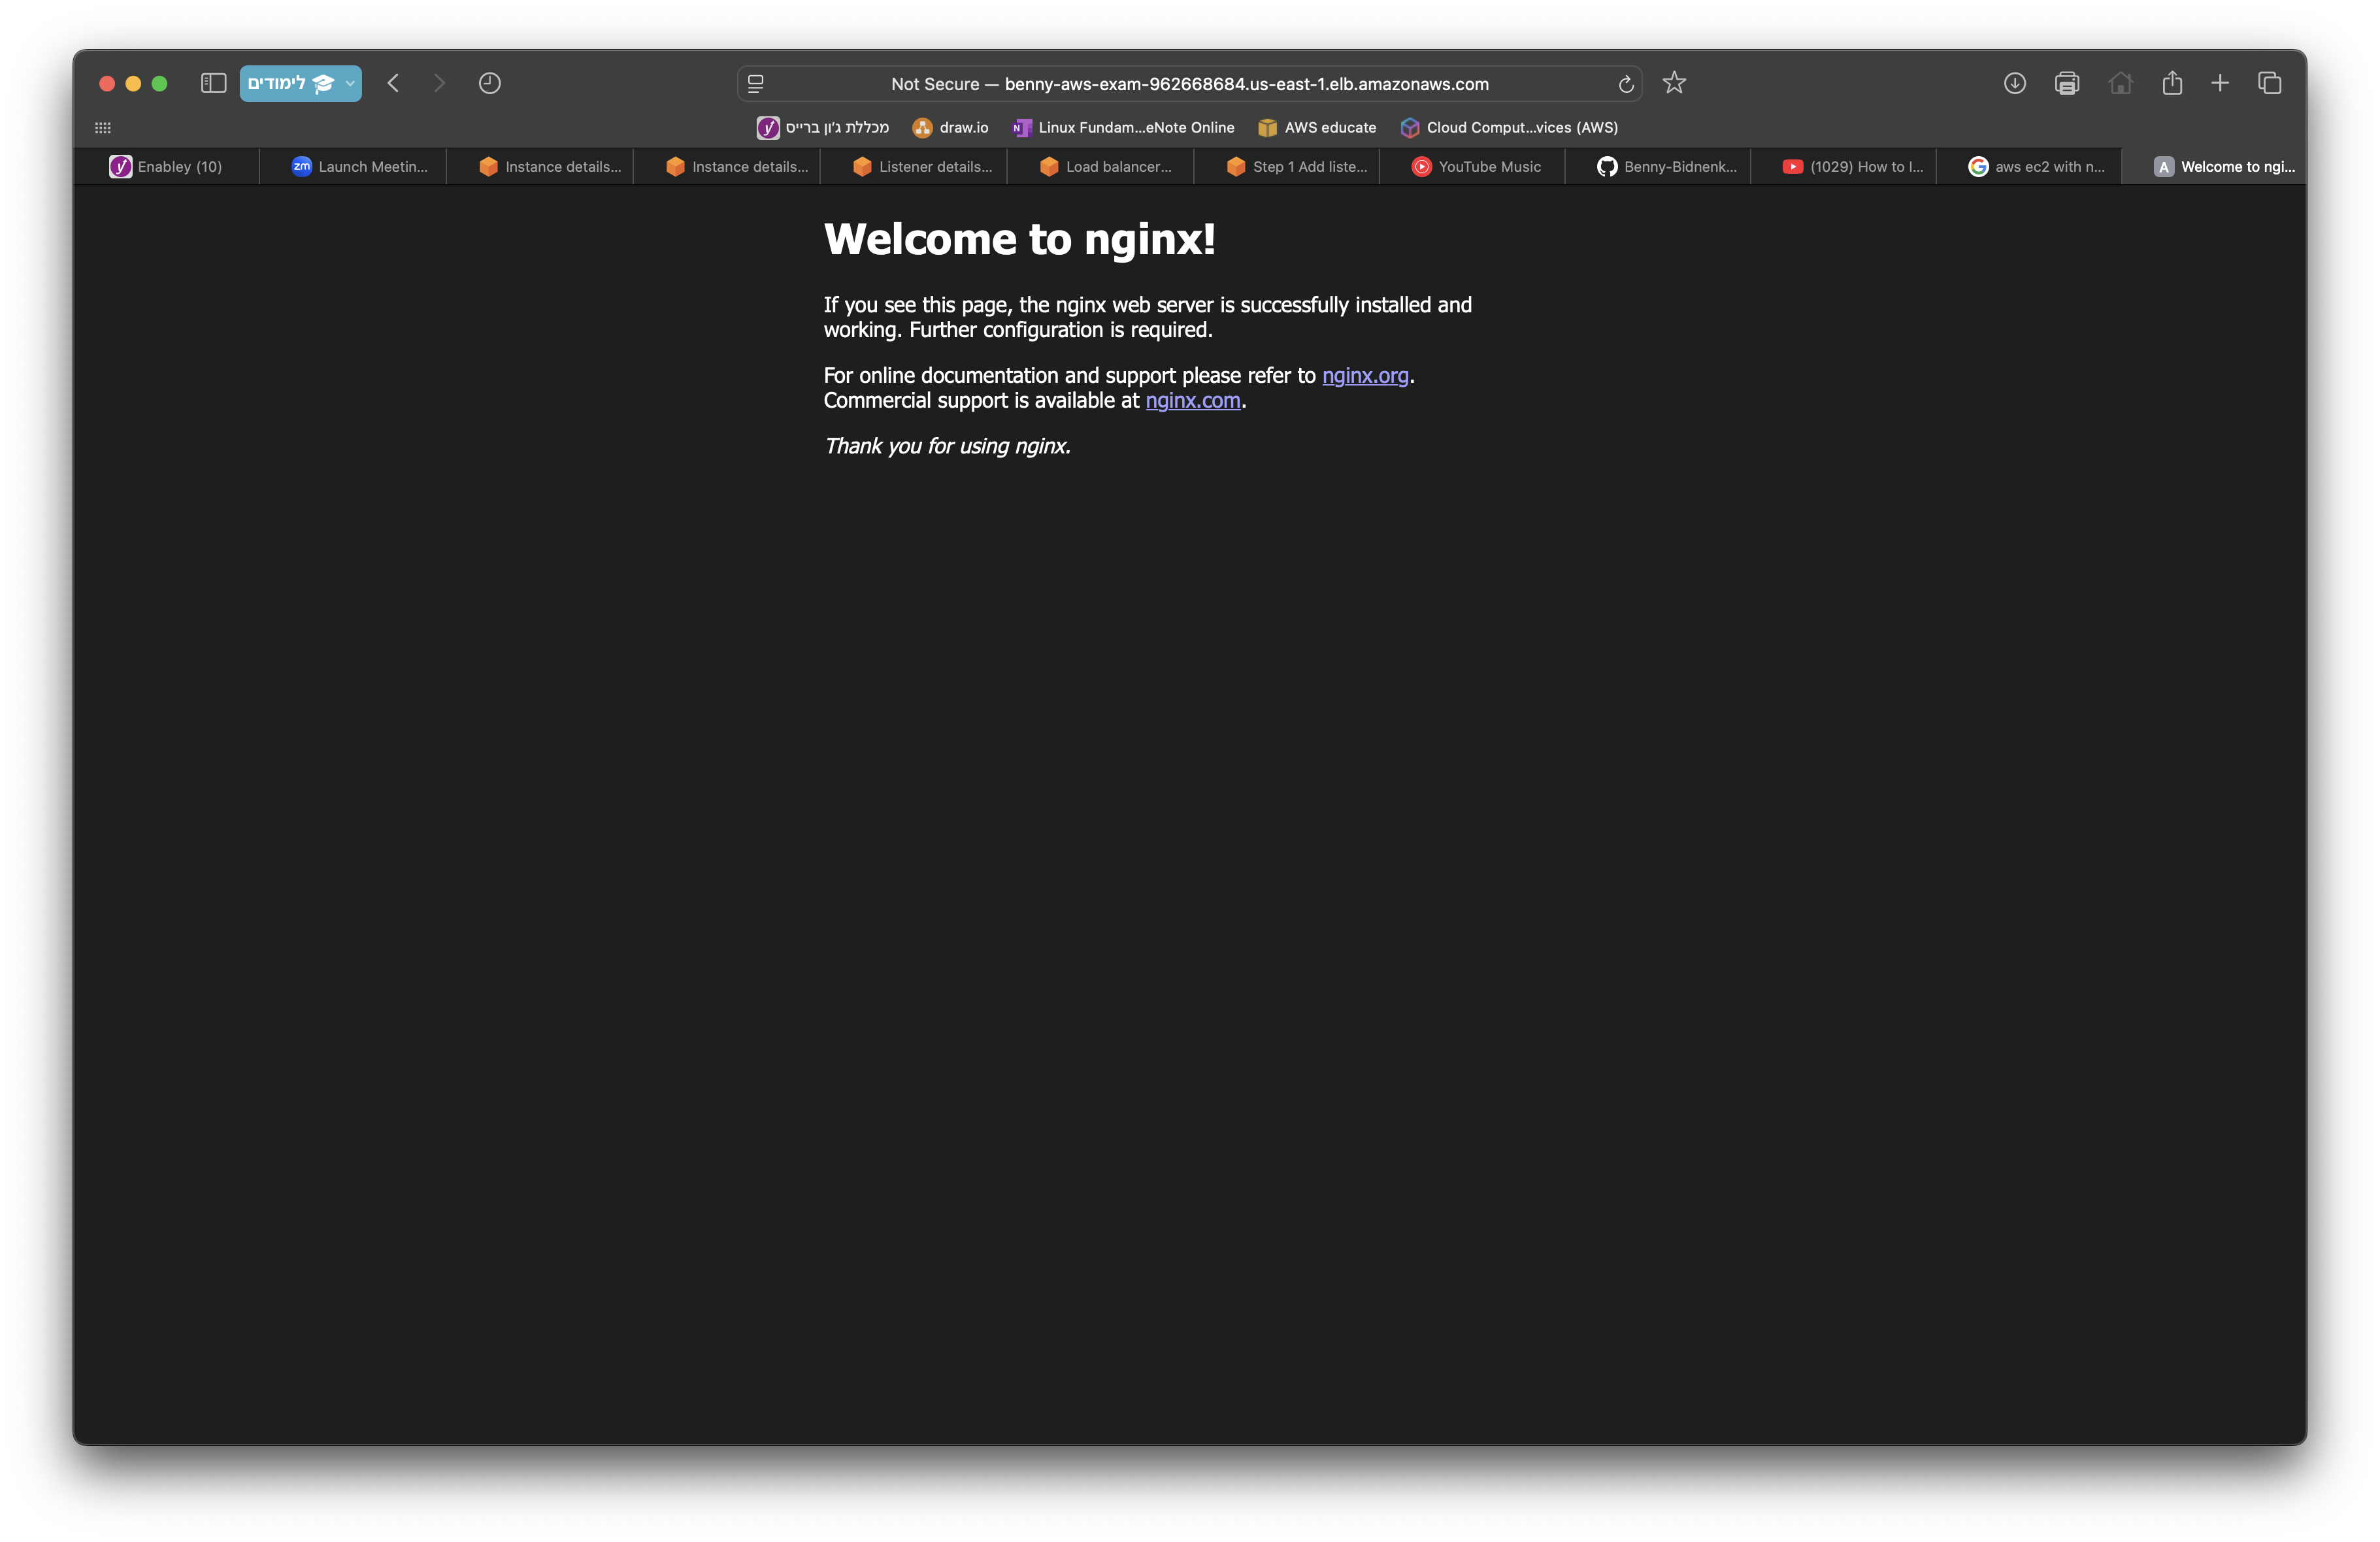 לימודים
Not Secure — benny-aws-exam-962668684.us-east-1.elb.amazonaws.com
מכללת ג'ון ברייס
draw.io
Linux Fundam...eNote Online
AWS educate
Cloud Comput...vices (AWS)
Enabley (10)
zm Launch Meetin...
Instance details...
Instance details...
Listener details...
Load balancer...
Step 1 Add liste...
YouTube Music
Benny-Bidnenk...
(1029) How to I...
aws ec2 with n...
A Welcome to ngi...
Welcome to nginx!
If you see this page, the nginx web server is successfully installed and
working. Further configuration is required.
For online documentation and support please refer to nginx.org.
Commercial support is available at nginx.com.
Thank you for using nginx.